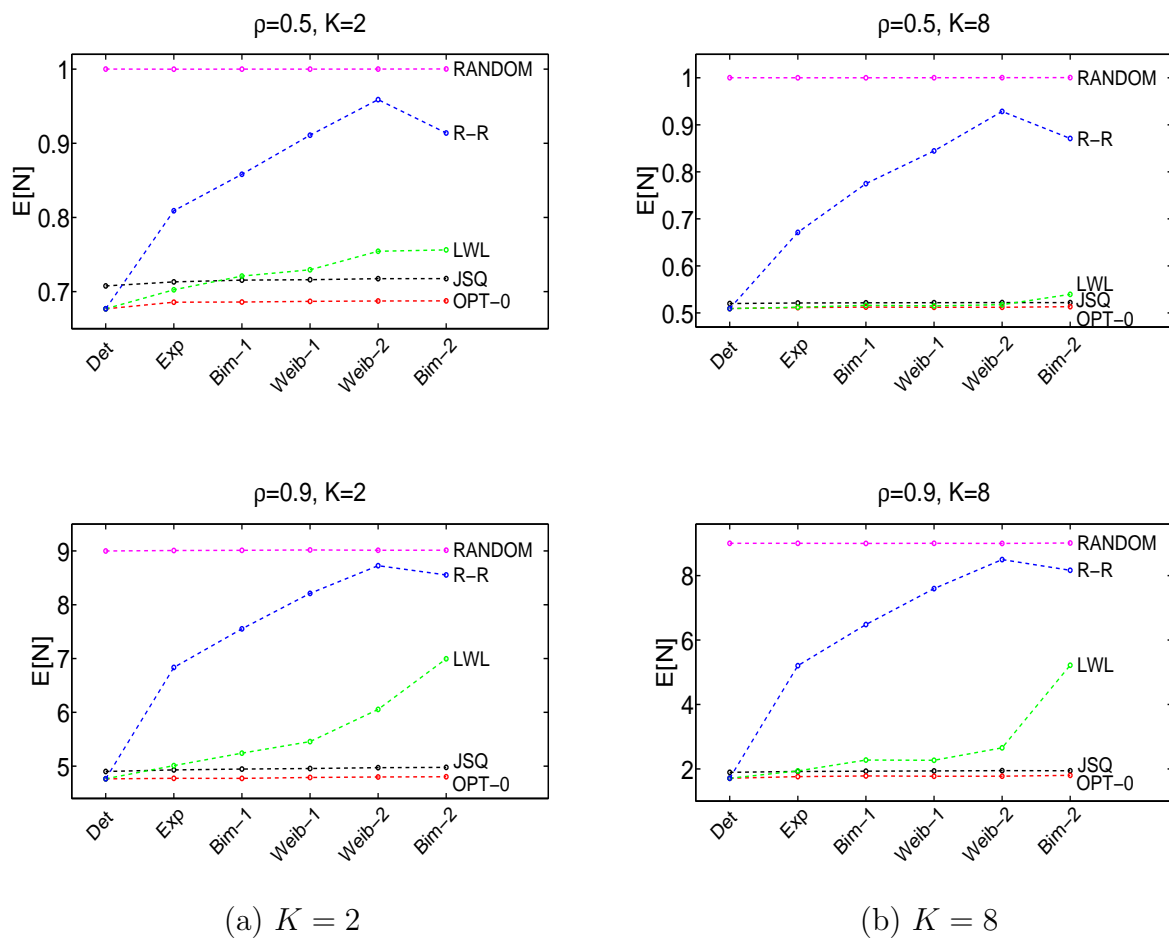 ρ=0.5, K=2
1
0.9
0.8
0.7
E[N]
RANDOM
R-R
LWL
JSQ
OPT-0
Det
Exp
Bim-1
Weib-1
Weib-2
Bim-2
ρ=0.5, K=8
1
0.9
0.8
0.7
0.6
0.5
E[N]
RANDOM
R-R
LWL
JSQ
OPT-0
Det
Exp
Bim-1
Weib-1
Weib-2
Bim-2
ρ=0.9, K=2
9
8
7
6
5
E[N]
RANDOM
R-R
LWL
JSQ
OPT-0
Det
Exp
Bim-1
Weib-1
Weib-2
Bim-2
(a) K = 2
ρ=0.9, K=8
8
6
4
2
E[N]
RANDOM
R-R
LWL
JSQ
OPT-0
Det
Exp
Bim-1
Weib-1
Weib-2
Bim-2
(b) K = 8